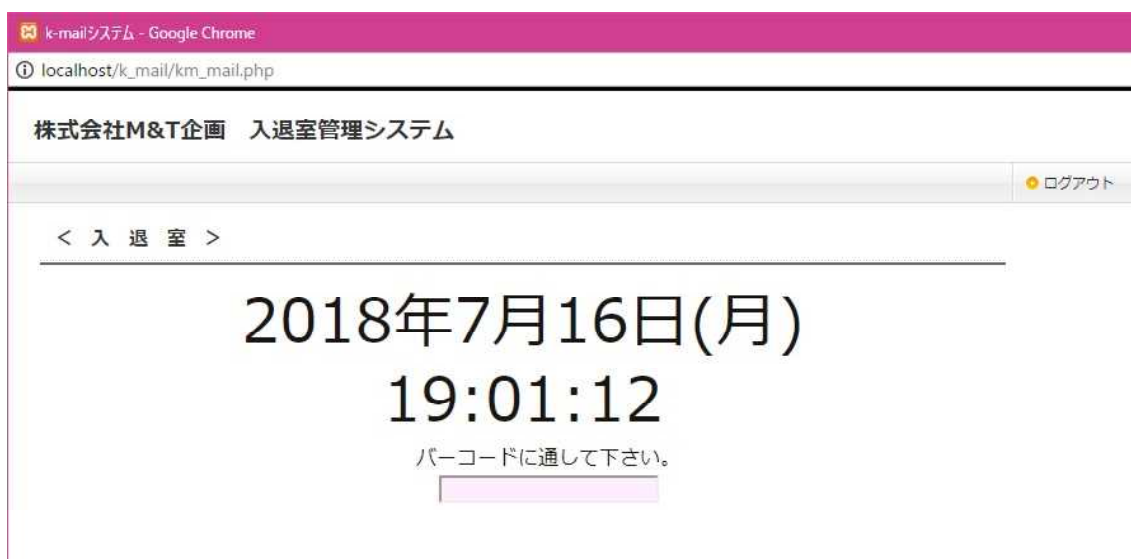 k-mailシステム - Google Chrome
localhost/k_mail/km_mail.php
株式会社M&T企画　入退室管理システム
ログアウト
＜ 入 退 室 ＞
2018年7月16日(月)
19:01:12
バーコードに通して下さい。